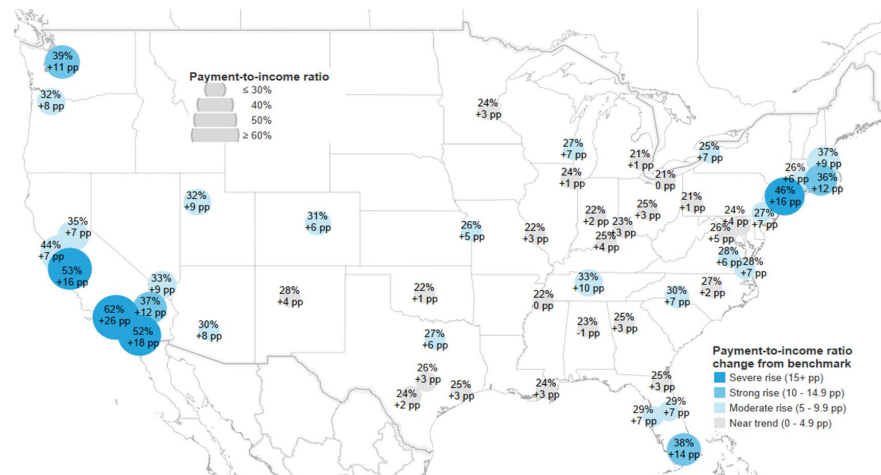 39%
+11 pp
32%
+8 pp
Payment-to-income ratio
≤ 30%
40%
50%
≥ 60%
24%
+3 pp
27%
+7 pp
24%
+1 pp
21%
+1 pp
21%
0 pp
25%
+7 pp
26%
+6 pp
37%
+9 pp
36%
+12 pp
46%
+16 pp
32%
+9 pp
31%
+6 pp
26%
+5 pp
22%
+3 pp
22%
+2 pp
25%
+4 pp
23%
+3 pp
25%
+3 pp
21%
+1 pp
24%
+4 pp
27%
+7 pp
26%
+5 pp
28%
+6 pp
28%
+7 pp
35%
+7 pp
44%
+7 pp
53%
+16 pp
33%
+9 pp
37%
+12 pp
62%
+26 pp
52%
+18 pp
30%
+8 pp
28%
+4 pp
22%
+1 pp
27%
+6 pp
26%
+3 pp
24%
+2 pp
25%
+3 pp
22%
0 pp
33%
+10 pp
30%
+7 pp
27%
+2 pp
23%
-1 pp
25%
+3 pp
24%
+3 pp
25%
+3 pp
29%
+7 pp
29%
+7 pp
38%
+14 pp
Payment-to-income ratio
change from benchmark
Severe rise (15+ pp)
Strong rise (10 - 14.9 pp)
Moderate rise (5 - 9.9 pp)
Near trend (0 - 4.9 pp)